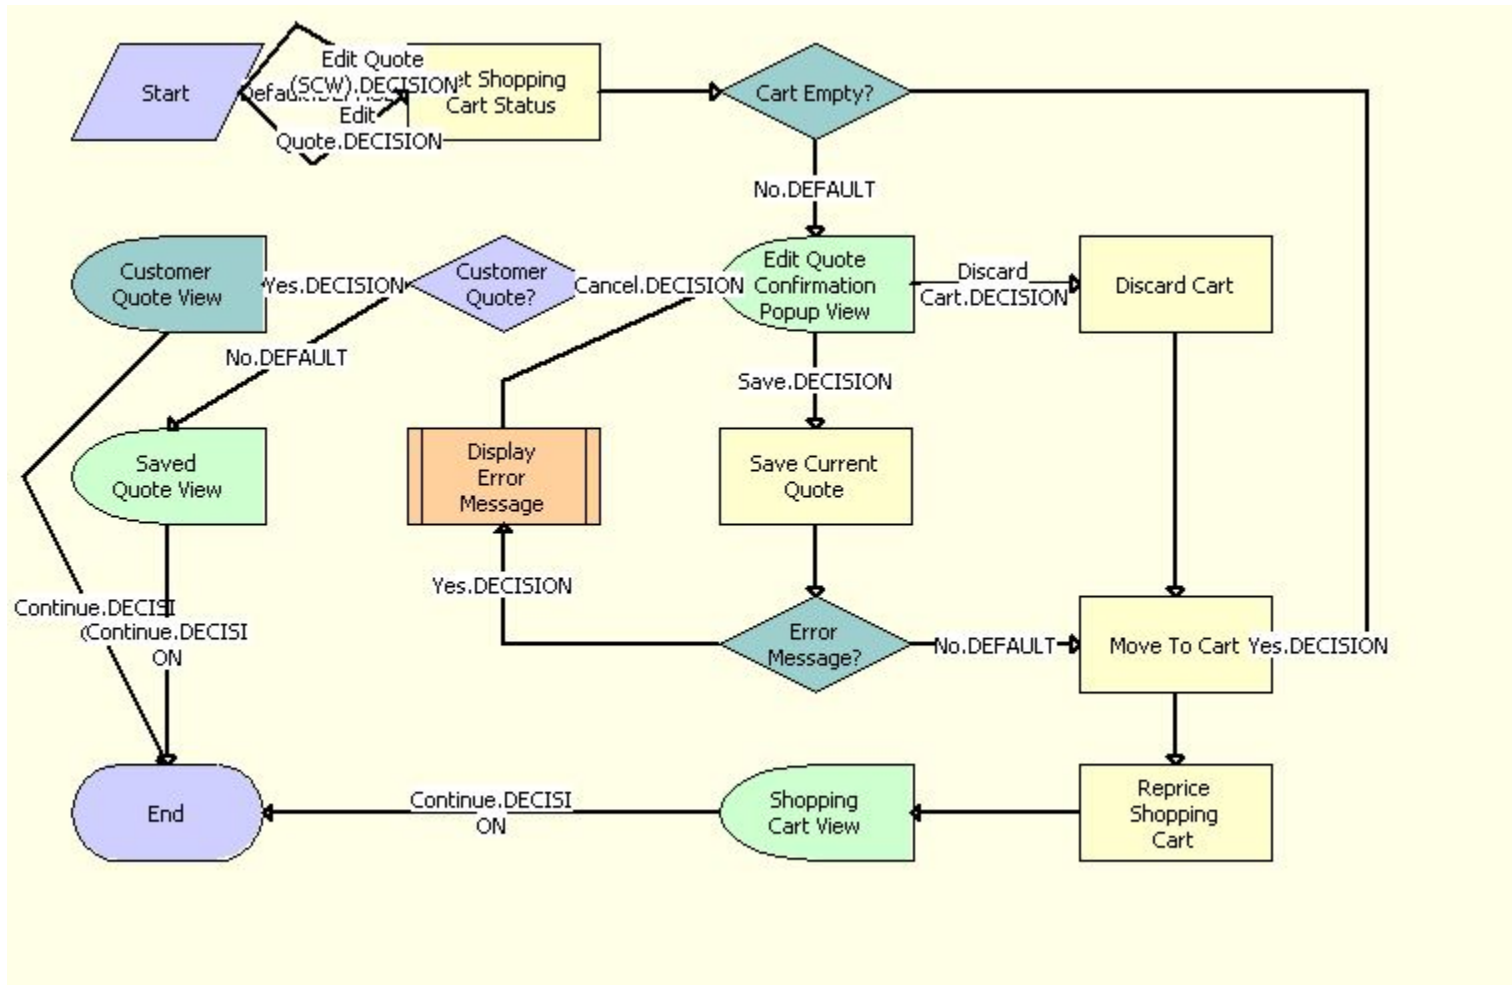 Start
Edit Quote
(SCW).DECISION
Edit
Quote.DECISION
Shopping
Cart Status
Cart Empty?
No.DEFAULT
Customer
Quote View
Yes.DECISION
Customer
Quote?
Cancel.DECISION
Edit Quote
Confirmation
Popup View
Discard
Cart.DECISION
Discard Cart
No.DEFAULT
Save.DECISION
Saved
Quote View
Display
Error
Message
Save Current
Quote
Yes.DECISION
Continue.DECISI
Continue.DECISI
ON
Error
Message?
No.DEFAULT
Move To Cart
Yes.DECISION
End
Continue.DECISI
ON
Shopping
Cart View
Reprice
Shopping
Cart